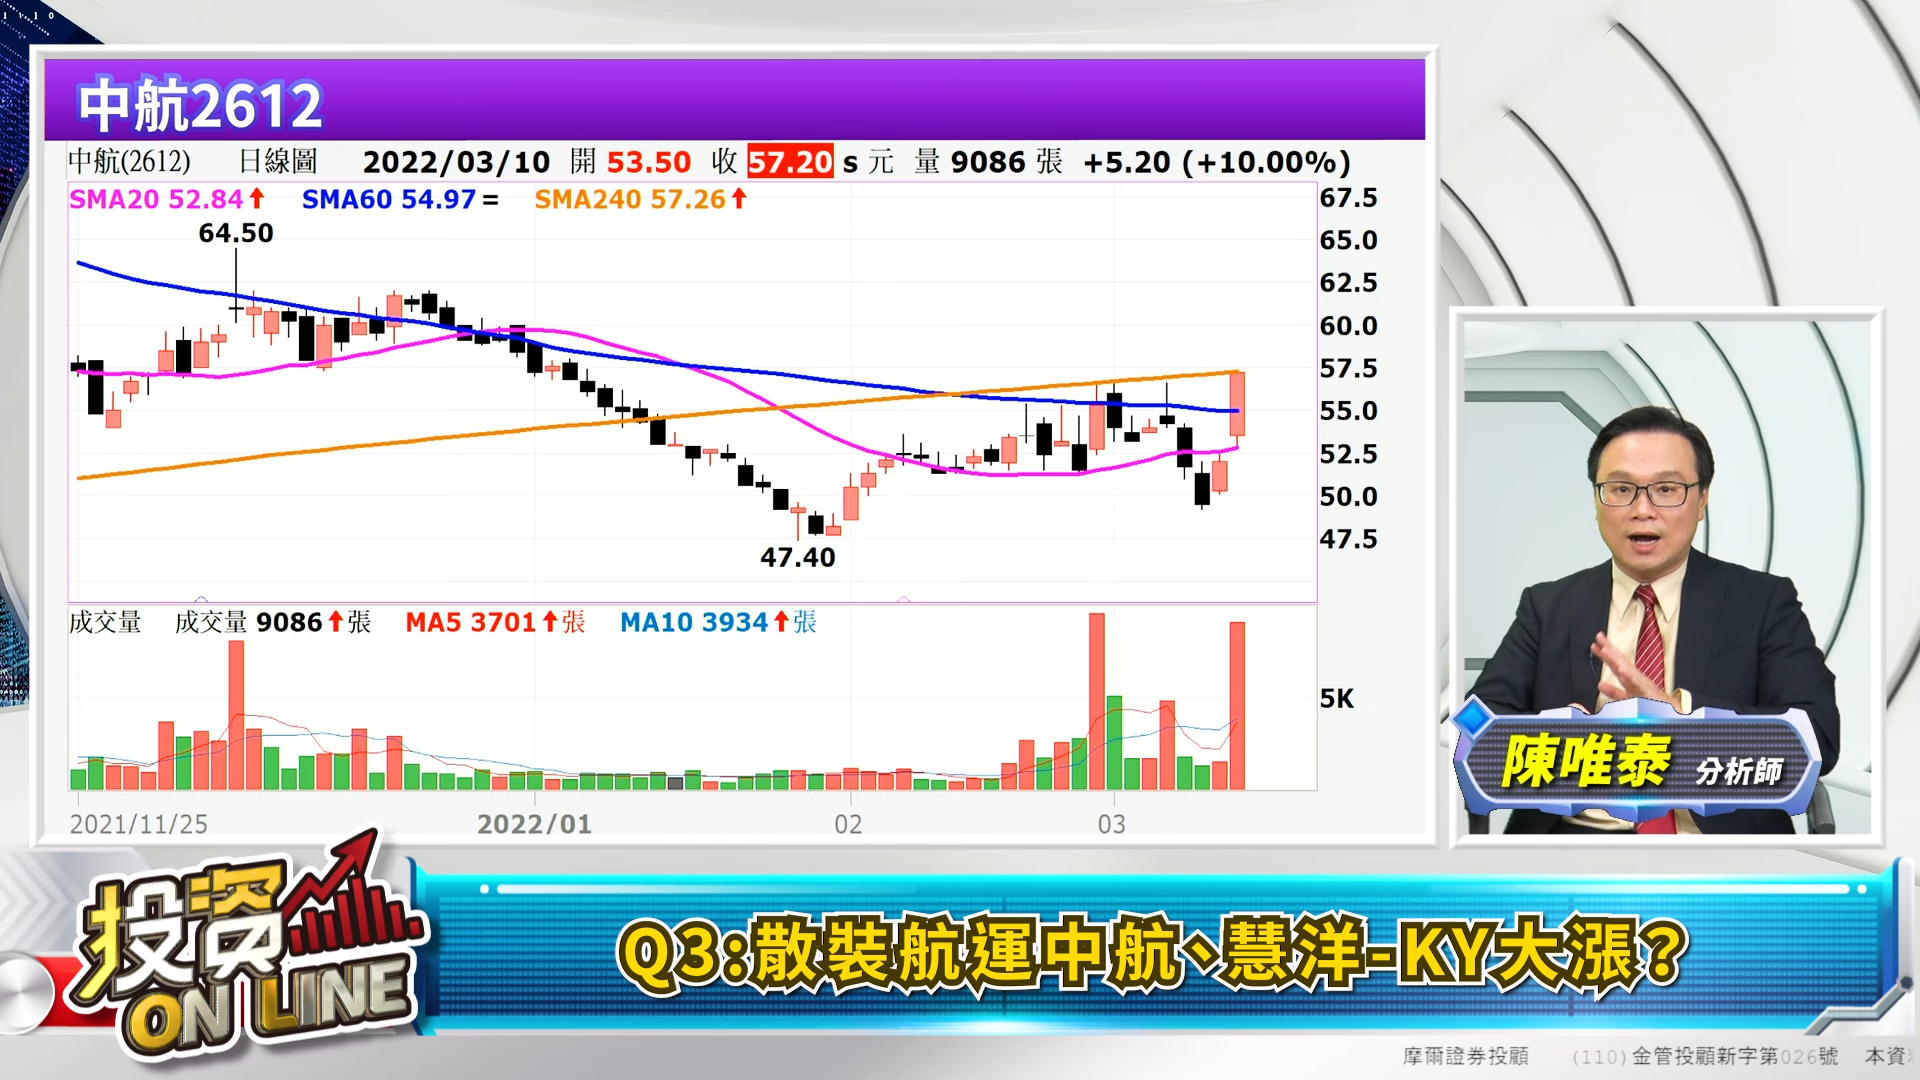 中航2612
中航(2612) 日線圖 2022/03/10 開 53.50 收 57.20 s 元 量 9086 張 +5.20 (+10.00%)
SMA20 52.84↑ SMA60 54.97= SMA240 57.26↑
67.5
65.0
62.5
60.0
57.5
55.0
52.5
50.0
47.5
64.50
47.40
成交量 成交量 9086↑張 MA5 3701↑張 MA10 3934↑張
5K
2021/11/25 2022/01 02 03
陳唯泰 分析師
投資
ON LINE
Q3:散裝航運中航、慧洋-KY大漲?
摩爾證券投顧 (110)金管投顧新字第026號 本資